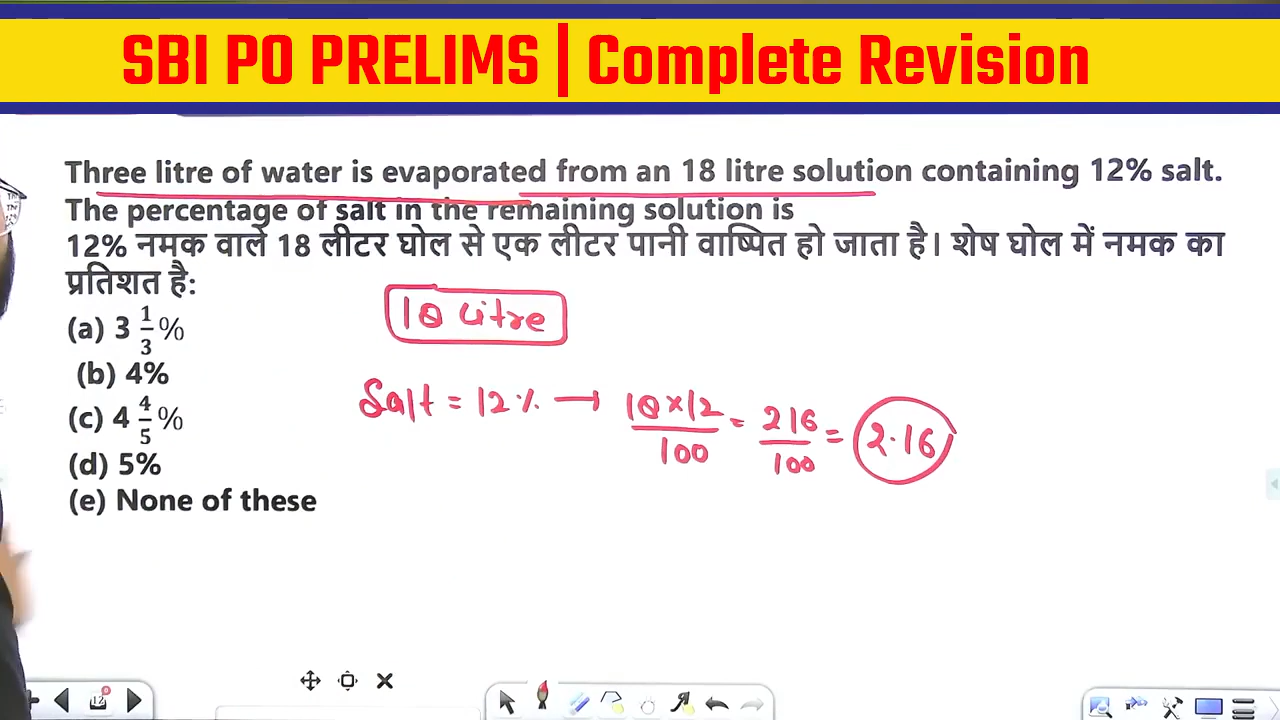 SBI PO PRELIMS | Complete Revision
Three litre of water is evaporated from an 18 litre solution containing 12% salt.
The percentage of salt in the remaining solution is
12% नमक वाले 18 लीटर घोल से एक लीटर पानी वाष्पित हो जाता है। शेष घोल में नमक का
प्रतिशत है:
(a) 3 1/3 %
(b) 4%
(c) 4 4/5 %
(d) 5%
(e) None of these
18 litre
Salt = 12% → 18×12/100 = 216/100 = 2.16
12